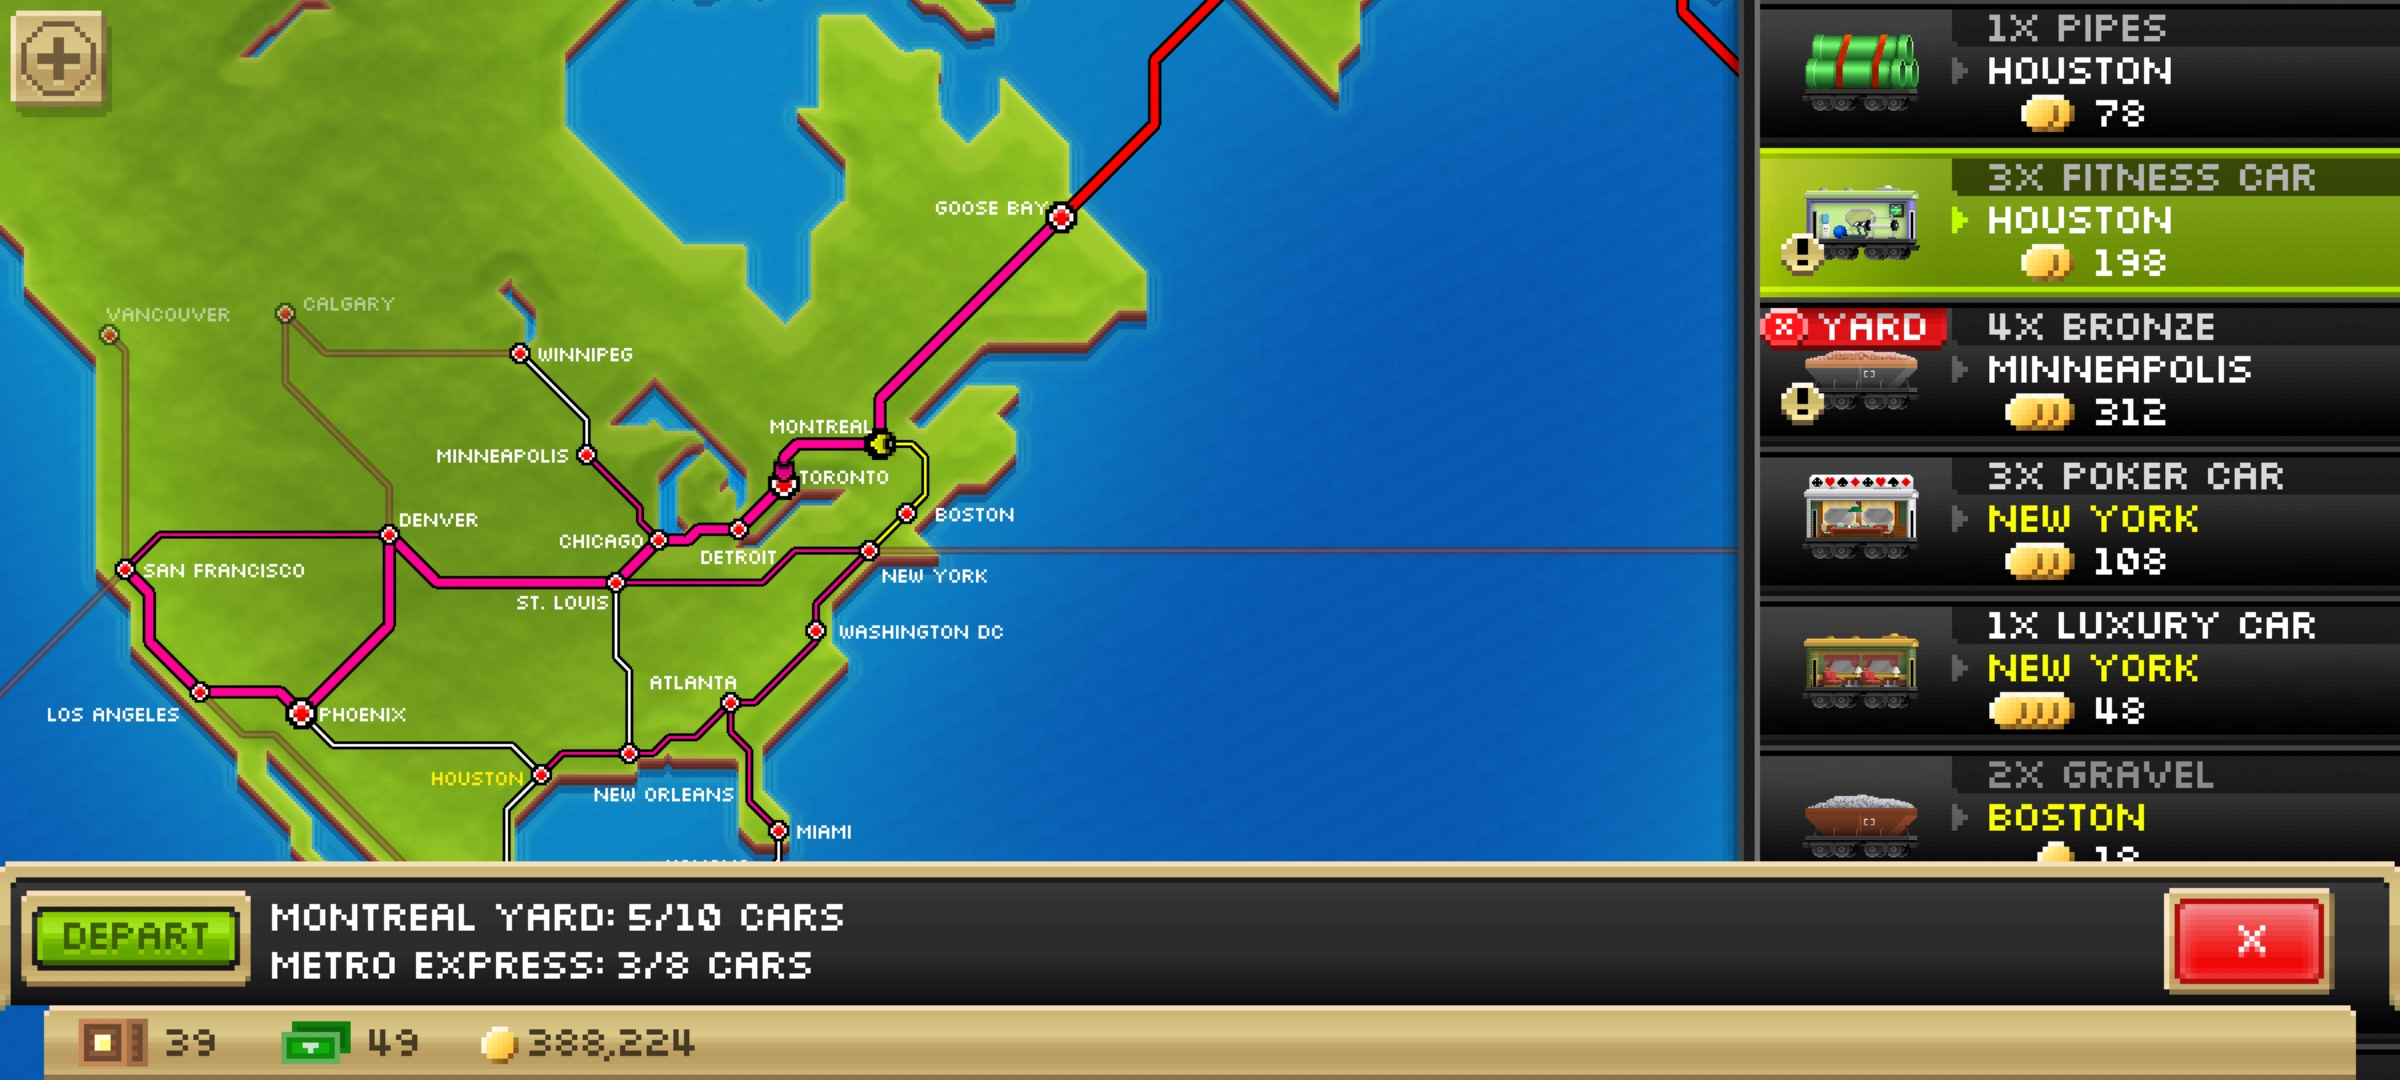 GOOSE BAY
VANCOUVER
CALGARY
WINNIPEG
MONTREAL
MINNEAPOLIS
TORONTO
BOSTON
DENVER
CHICAGO
DETROIT
SAN FRANCISCO
NEW YORK
ST. LOUIS
WASHINGTON DC
ATLANTA
LOS ANGELES
PHOENIX
HOUSTON
NEW ORLEANS
MIAMI
1X PIPES
HOUSTON
78
3X FITNESS CAR
HOUSTON
198
YARD
4X BRONZE
MINNEAPOLIS
312
3X POKER CAR
NEW YORK
108
1X LUXURY CAR
NEW YORK
48
2X GRAVEL
BOSTON
DEPART
MONTREAL YARD: 5/10 CARS
METRO EXPRESS: 3/8 CARS
X
39
49
388,224